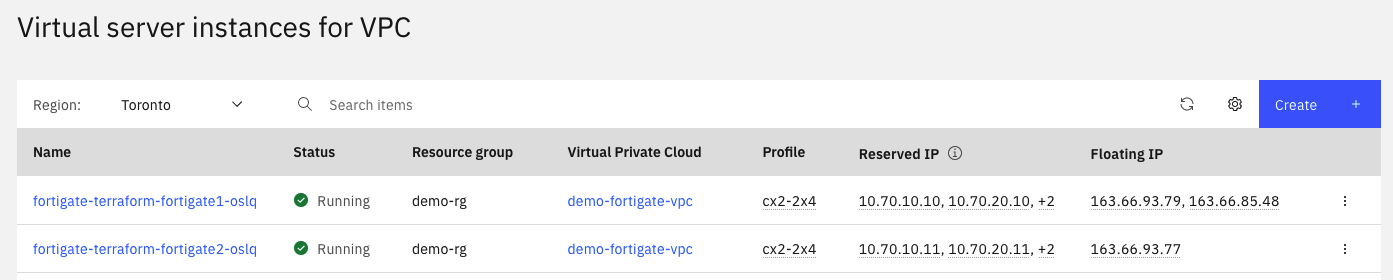 Virtual server instances for VPC
Region: Toronto Search items Create +
Name Status Resource group Virtual Private Cloud Profile Reserved IP Floating IP
fortigate-terraform-fortigate1-oslq Running demo-rg demo-fortigate-vpc cx2-2x4 10.70.10.10, 10.70.20.10, +2 163.66.93.79, 163.66.85.48
fortigate-terraform-fortigate2-oslq Running demo-rg demo-fortigate-vpc cx2-2x4 10.70.10.11, 10.70.20.11, +2 163.66.93.77